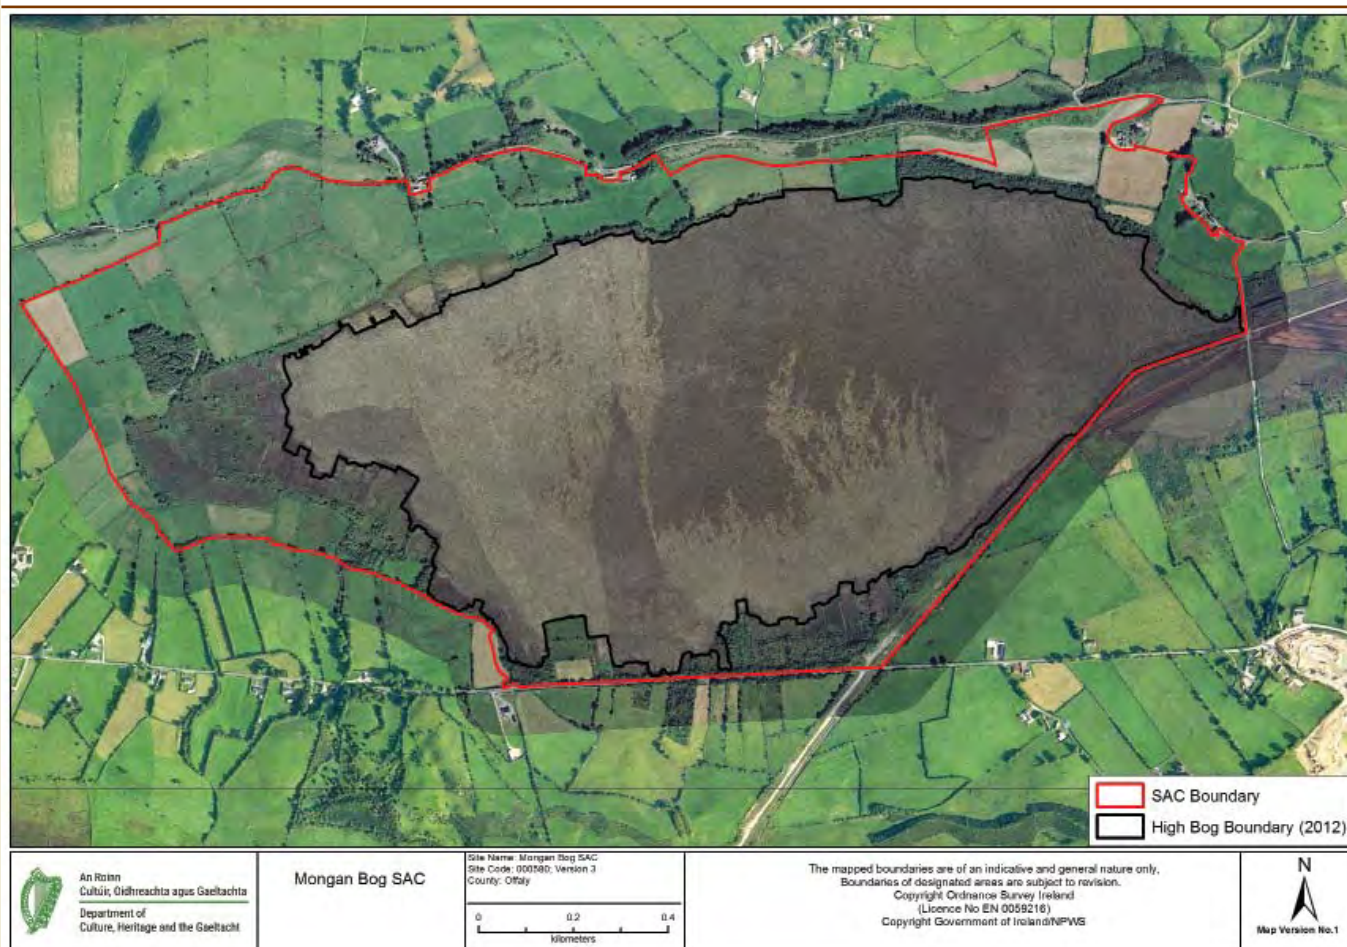 SAC Boundary
High Bog Boundary (2012)
An Roinn
Cultúir, Oidhreachta agus Gaeltachta
Department of
Culture, Heritage and the Gaeltacht
Mongan Bog SAC
Site Name: Mongan Bog SAC
Site Code: 000580; Version 3
County: Offaly
0 0.2 0.4
kilometers
The mapped boundaries are of an indicative and general nature only.
Boundaries of designated areas are subject to revision.
Copyright Ordnance Survey Ireland
(Licence No EN 0059216)
Copyright Government of Ireland/NPWS
N
Map Version No.1